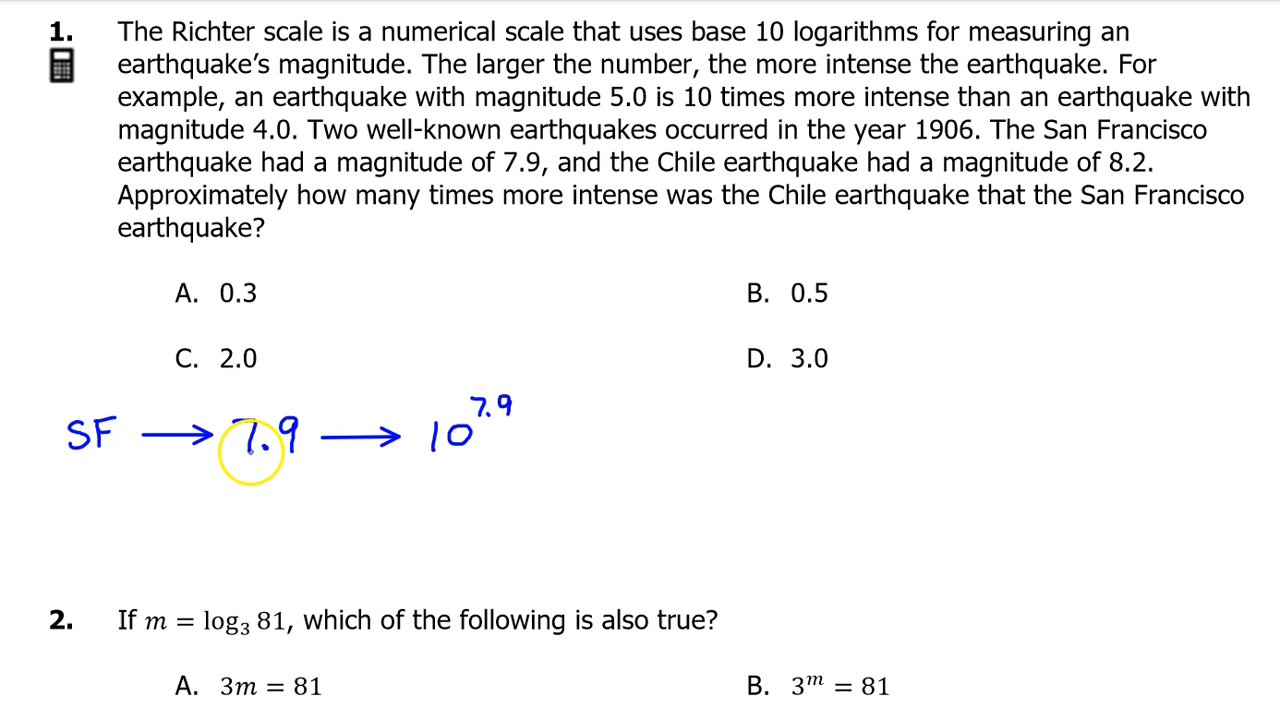 1. The Richter scale is a numerical scale that uses base 10 logarithms for measuring an
earthquake’s magnitude. The larger the number, the more intense the earthquake. For
example, an earthquake with magnitude 5.0 is 10 times more intense than an earthquake with
magnitude 4.0. Two well-known earthquakes occurred in the year 1906. The San Francisco
earthquake had a magnitude of 7.9, and the Chile earthquake had a magnitude of 8.2.
Approximately how many times more intense was the Chile earthquake that the San Francisco
earthquake?
A. 0.3 B. 0.5
C. 2.0 D. 3.0
SF → 7.9 → 10^7.9
2. If m = log₃ 81, which of the following is also true?
A. 3m = 81 B. 3ᵐ = 81